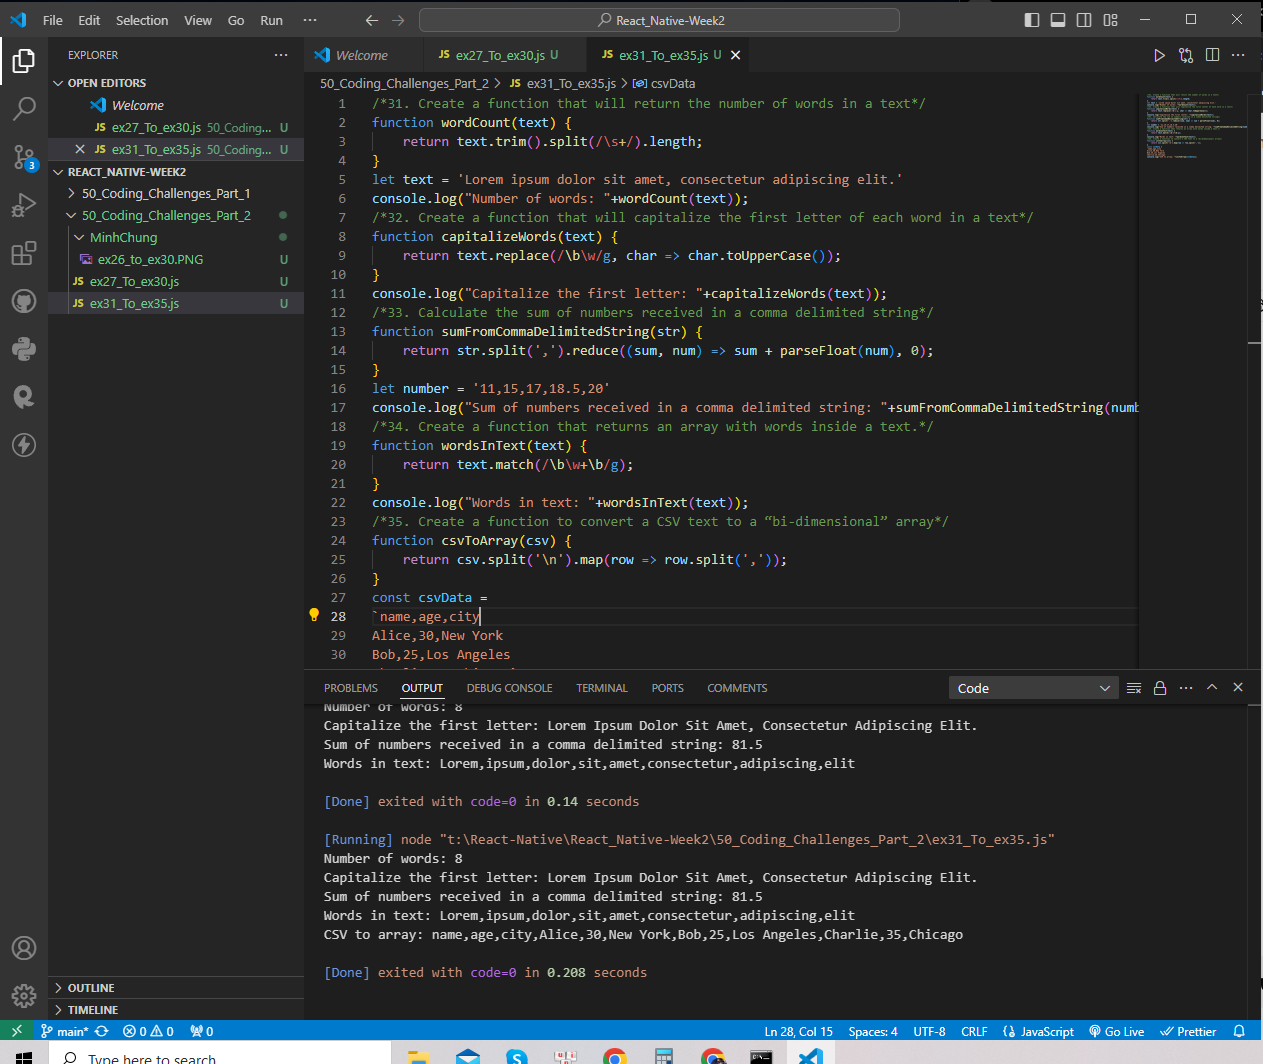 File Edit Selection View Go Run ··· React_Native-Week2
EXPLORER
OPEN EDITORS
Welcome
ex27_To_ex30.js 50_Coding... U
ex31_To_ex35.js 50_Coding... U
REACT_NATIVE-WEEK2
50_Coding_Challenges_Part_1
50_Coding_Challenges_Part_2
MinhChung
ex26_to_ex30.PNG U
JS ex27_To_ex30.js U
JS ex31_To_ex35.js U
3
OUTLINE
TIMELINE
Welcome JS ex27_To_ex30.js U JS ex31_To_ex35.js U
50_Coding_Challenges_Part_2 > JS ex31_To_ex35.js > csvData
1 /*31. Create a function that will return the number of words in a text*/
2 function wordCount(text) {
3 return text.trim().split(/\s+/).length;
4 }
5 let text = 'Lorem ipsum dolor sit amet, consectetur adipiscing elit.'
6 console.log("Number of words: "+wordCount(text));
7 /*32. Create a function that will capitalize the first letter of each word in a text*/
8 function capitalizeWords(text) {
9 return text.replace(/\b\w/g, char => char.toUpperCase());
10 }
11 console.log("Capitalize the first letter: "+capitalizeWords(text));
12 /*33. Calculate the sum of numbers received in a comma delimited string*/
13 function sumFromCommaDelimitedString(str) {
14 return str.split(',').reduce((sum, num) => sum + parseFloat(num), 0);
15 }
16 let number = '11,15,17,18.5,20'
17 console.log("Sum of numbers received in a comma delimited string: "+sumFromCommaDelimitedString(numb
18 /*34. Create a function that returns an array with words inside a text.*/
19 function wordsInText(text) {
20 return text.match(/\b\w+\b/g);
21 }
22 console.log("Words in text: "+wordsInText(text));
23 /*35. Create a function to convert a CSV text to a “bi-dimensional” array*/
24 function csvToArray(csv) {
25 return csv.split('\n').map(row => row.split(','));
26 }
27 const csvData =
28 `name,age,city
29 Alice,30,New York
30 Bob,25,Los Angeles
PROBLEMS OUTPUT DEBUG CONSOLE TERMINAL PORTS COMMENTS Code
Number of words: 8
Capitalize the first letter: Lorem Ipsum Dolor Sit Amet, Consectetur Adipiscing Elit.
Sum of numbers received in a comma delimited string: 81.5
Words in text: Lorem,ipsum,dolor,sit,amet,consectetur,adipiscing,elit
[Done] exited with code=0 in 0.14 seconds
[Running] node "t:\React-Native\React_Native-Week2\50_Coding_Challenges_Part_2\ex31_To_ex35.js"
Number of words: 8
Capitalize the first letter: Lorem Ipsum Dolor Sit Amet, Consectetur Adipiscing Elit.
Sum of numbers received in a comma delimited string: 81.5
Words in text: Lorem,ipsum,dolor,sit,amet,consectetur,adipiscing,elit
CSV to array: name,age,city,Alice,30,New York,Bob,25,Los Angeles,Charlie,35,Chicago
[Done] exited with code=0 in 0.208 seconds
main* 0 0 0 Ln 28, Col 15 Spaces: 4 UTF-8 CRLF JavaScript Go Live Prettier
Type here to search